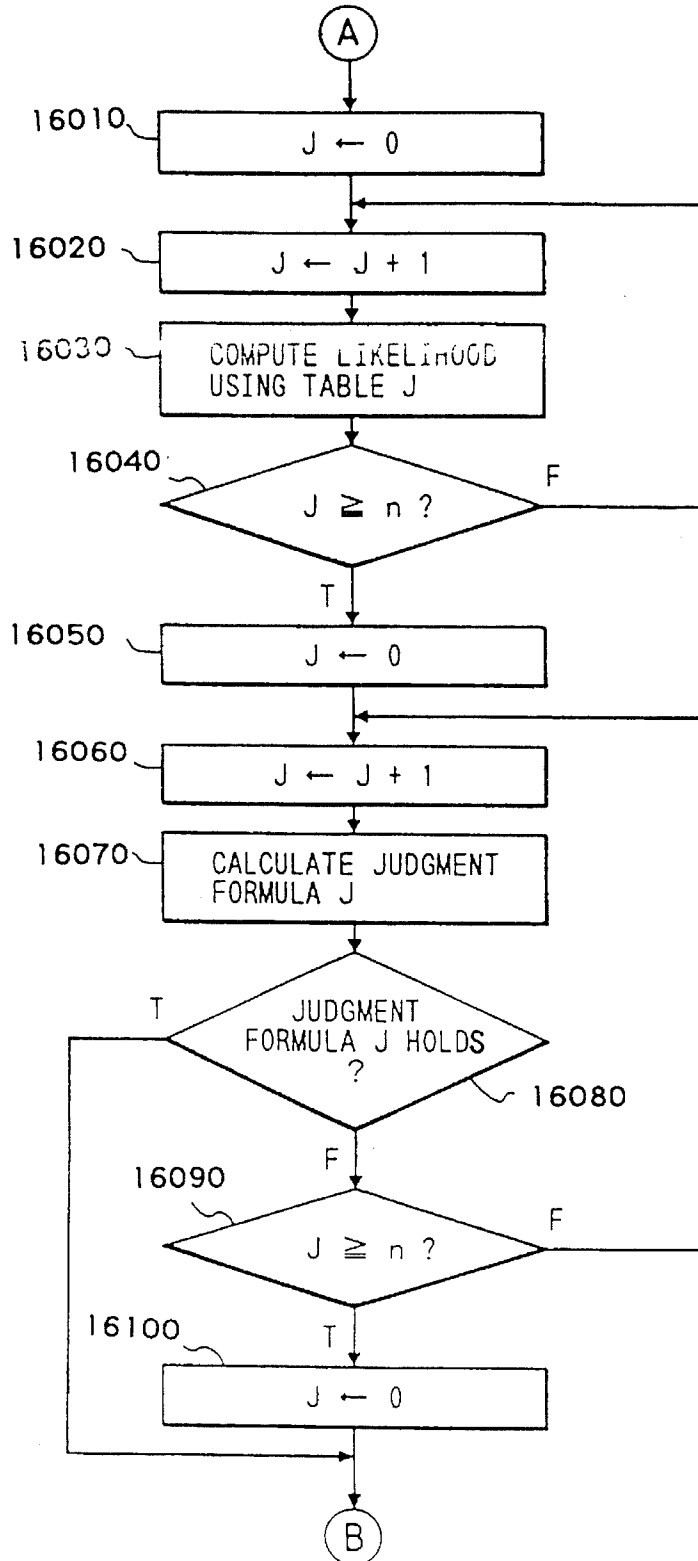 A
16010
J ← 0
16020
J ← J + 1
16030
COMPUTE LIKELIHOOD
USING TABLE J
16040
J ≧ n ?
F
T
16050
J ← 0
16060
J ← J + 1
16070
CALCULATE JUDGMENT
FORMULA J
T
JUDGMENT
FORMULA J HOLDS
?
16080
F
16090
J ≧ n ?
F
T
16100
J ← 0
B